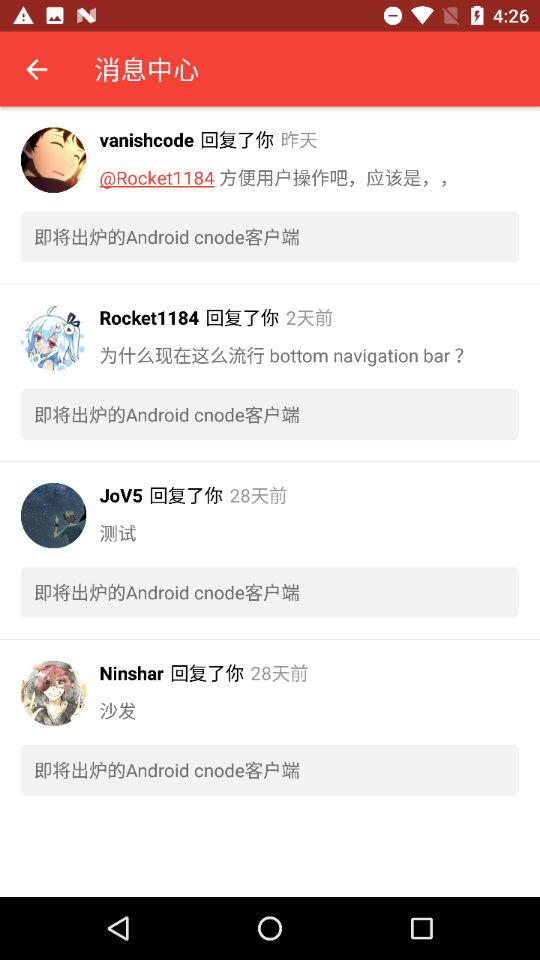 4:26
消息中心
vanishcode 回复了你 昨天
@Rocket1184 方便用户操作吧，应该是，，
即将出炉的Android cnode客户端
Rocket1184 回复了你 2天前
为什么现在这么流行 bottom navigation bar？
即将出炉的Android cnode客户端
JoV5 回复了你 28天前
测试
即将出炉的Android cnode客户端
Ninshar 回复了你 28天前
沙发
即将出炉的Android cnode客户端